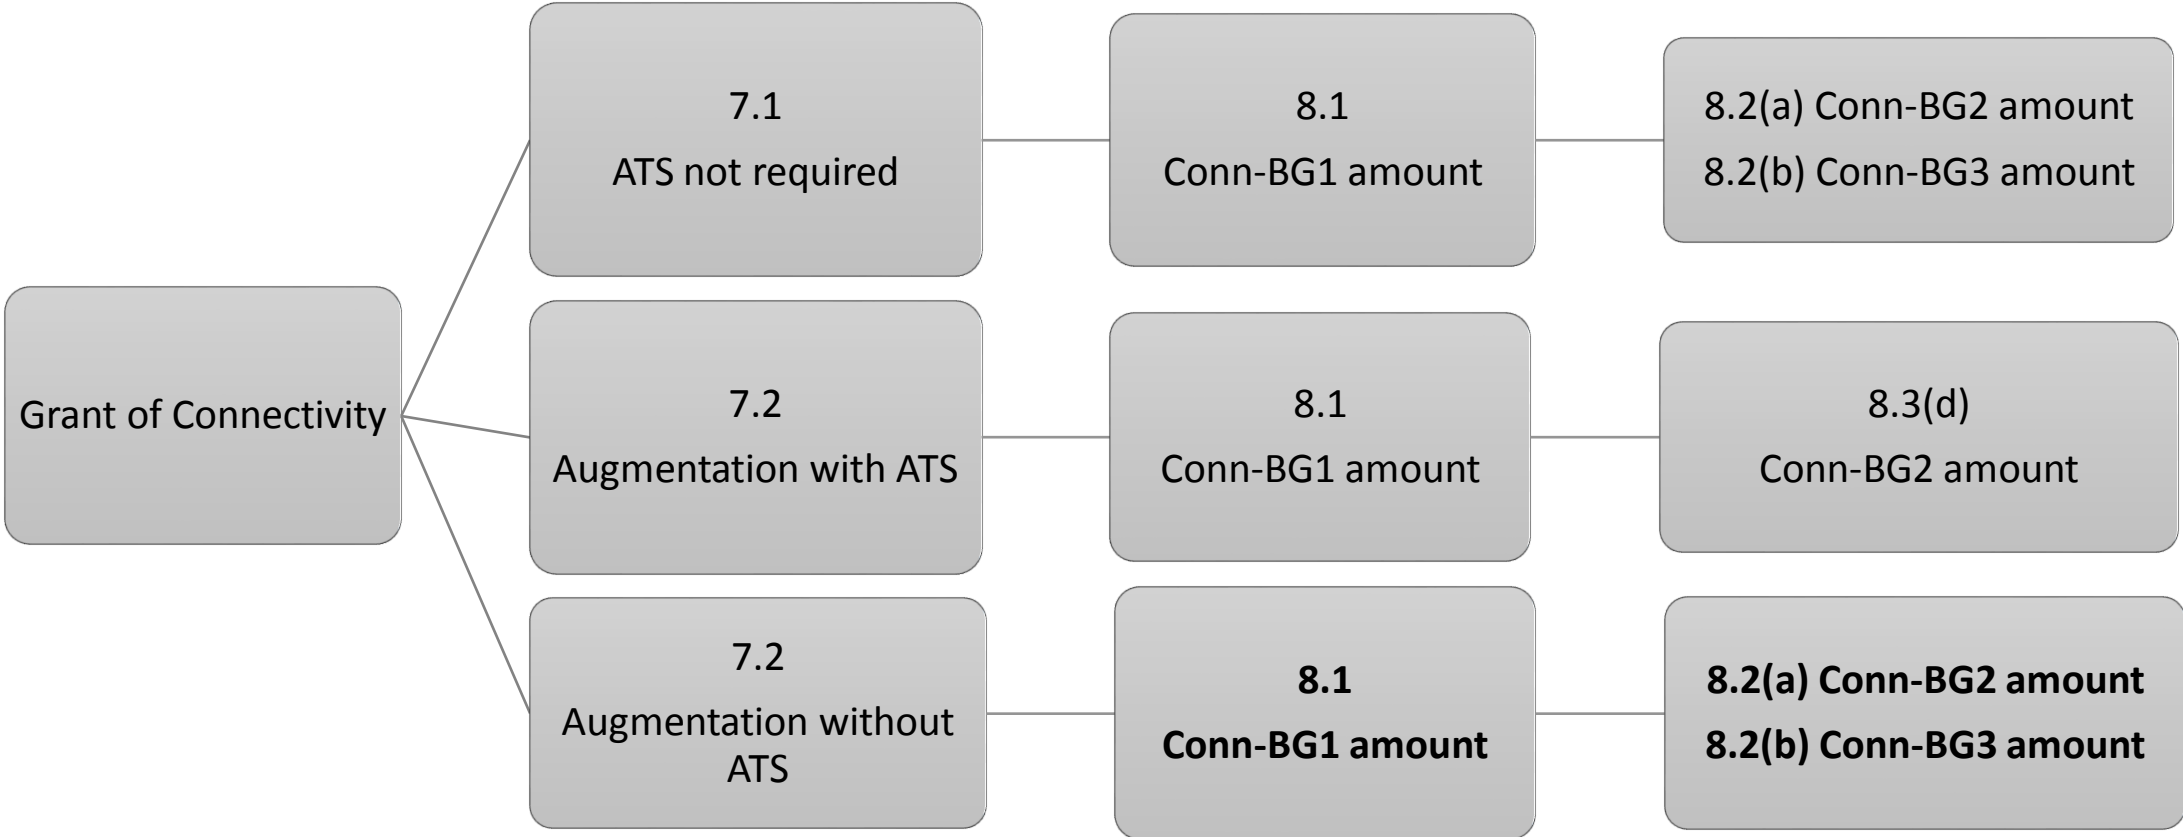 Grant of Connectivity
7.1
ATS not required
8.1
Conn-BG1 amount
8.2(a) Conn-BG2 amount
8.2(b) Conn-BG3 amount
7.2
Augmentation with ATS
8.1
Conn-BG1 amount
8.3(d)
Conn-BG2 amount
7.2
Augmentation without
ATS
8.1
Conn-BG1 amount
8.2(a) Conn-BG2 amount
8.2(b) Conn-BG3 amount